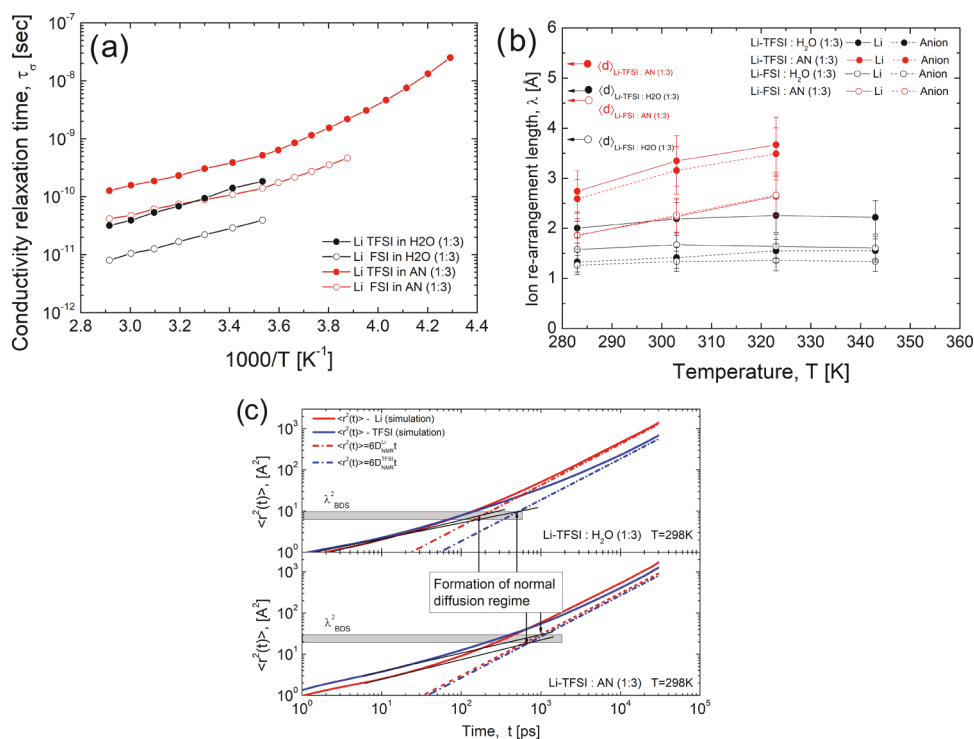 (a)
Conductivity relaxation time, τσ [sec]
10⁻⁷
10⁻⁸
10⁻⁹
10⁻¹⁰
10⁻¹¹
10⁻¹²
2.8 3.0 3.2 3.4 3.6 3.8 4.0 4.2 4.4
1000/T [K⁻¹]
Li TFSI in H2O (1:3)
Li FSI in H2O (1:3)
Li TFSI in AN (1:3)
Li FSI in AN (1:3)
(b)
Ion re-arrangement length, λ [Å]
6
5
4
3
2
1
0
280 290 300 310 320 330 340 350 360
Temperature, T [K]
Li-TFSI : H₂O (1:3) Li Anion
Li-TFSI : AN (1:3) Li Anion
Li-FSI : H₂O (1:3) Li Anion
Li-FSI : AN (1:3) Li Anion
⟨d⟩Li-TFSI : AN (1:3)
⟨d⟩Li-TFSI : H2O (1:3)
⟨d⟩Li-FSI : AN (1:3)
⟨d⟩Li-FSI : H2O (1:3)
(c)
<r²(t)>, [A²]
10³
10²
10¹
10⁰
<r²(t)> - Li (simulation)
<r²(t)> - TFSI (simulation)
<r²(t)>=6D^Li_NMR t
<r²(t)>=6D^TFSI_NMR t
λ²BDS
Li-TFSI : H₂O (1:3) T=298K
Formation of normal
diffusion regime
<r²(t)>, [A²]
10³
10²
10¹
10⁰
λ²BDS
Li-TFSI : AN (1:3) T=298K
10⁰ 10¹ 10² 10³ 10⁴ 10⁵
Time, t [ps]